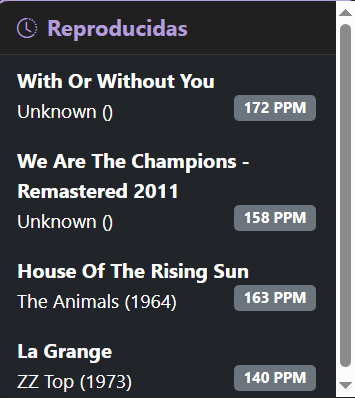 Reproducidas
With Or Without You
Unknown ()
172 PPM
We Are The Champions -
Remastered 2011
Unknown ()
158 PPM
House Of The Rising Sun
The Animals (1964)
163 PPM
La Grange
ZZ Top (1973)
140 PPM